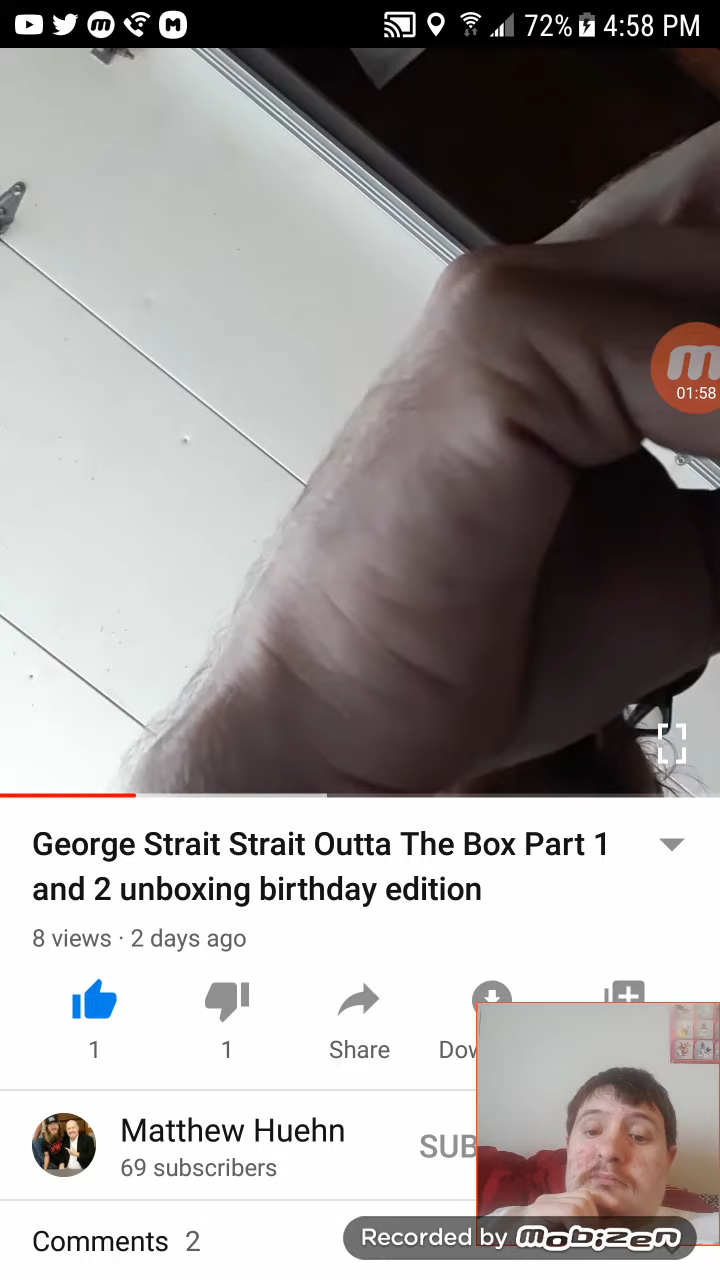 72% 4:58 PM
01:58
George Strait Strait Outta The Box Part 1
and 2 unboxing birthday edition
8 views · 2 days ago
1 1 Share Dow
Matthew Huehn
SUB
69 subscribers
Comments 2
Recorded by mobizen